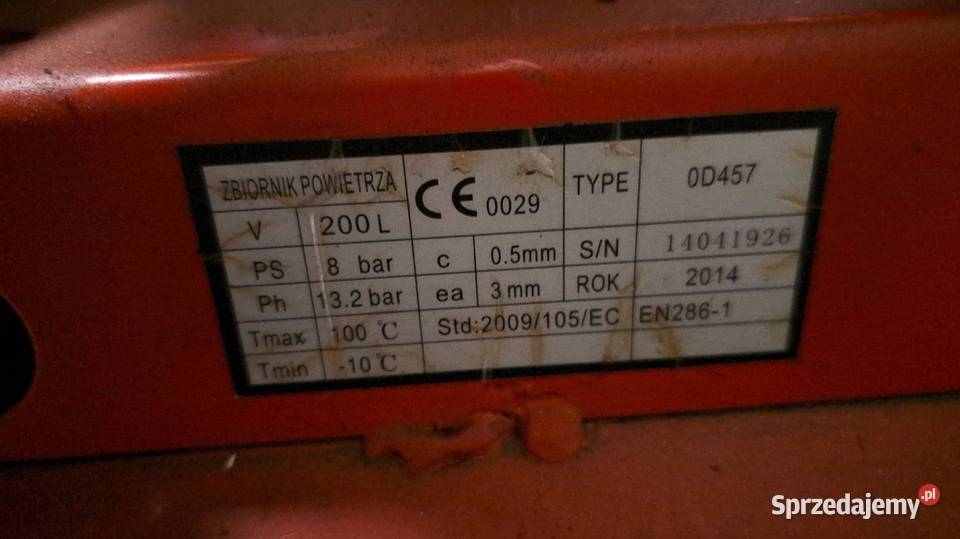 ZBIORNIK POWIETRZA CE 0029 TYPE 0D457
V 200 L
PS 8 bar c 0.5mm S/N 14041926
Ph 13.2 bar ea 3 mm ROK 2014
Tmax 100 °C Std:2009/105/EC EN286-1
Tmin -10°C
Sprzedajemy.pl